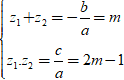 z₁+z₂ = −b/a = m
z₁.z₂ = c/a = 2m−1